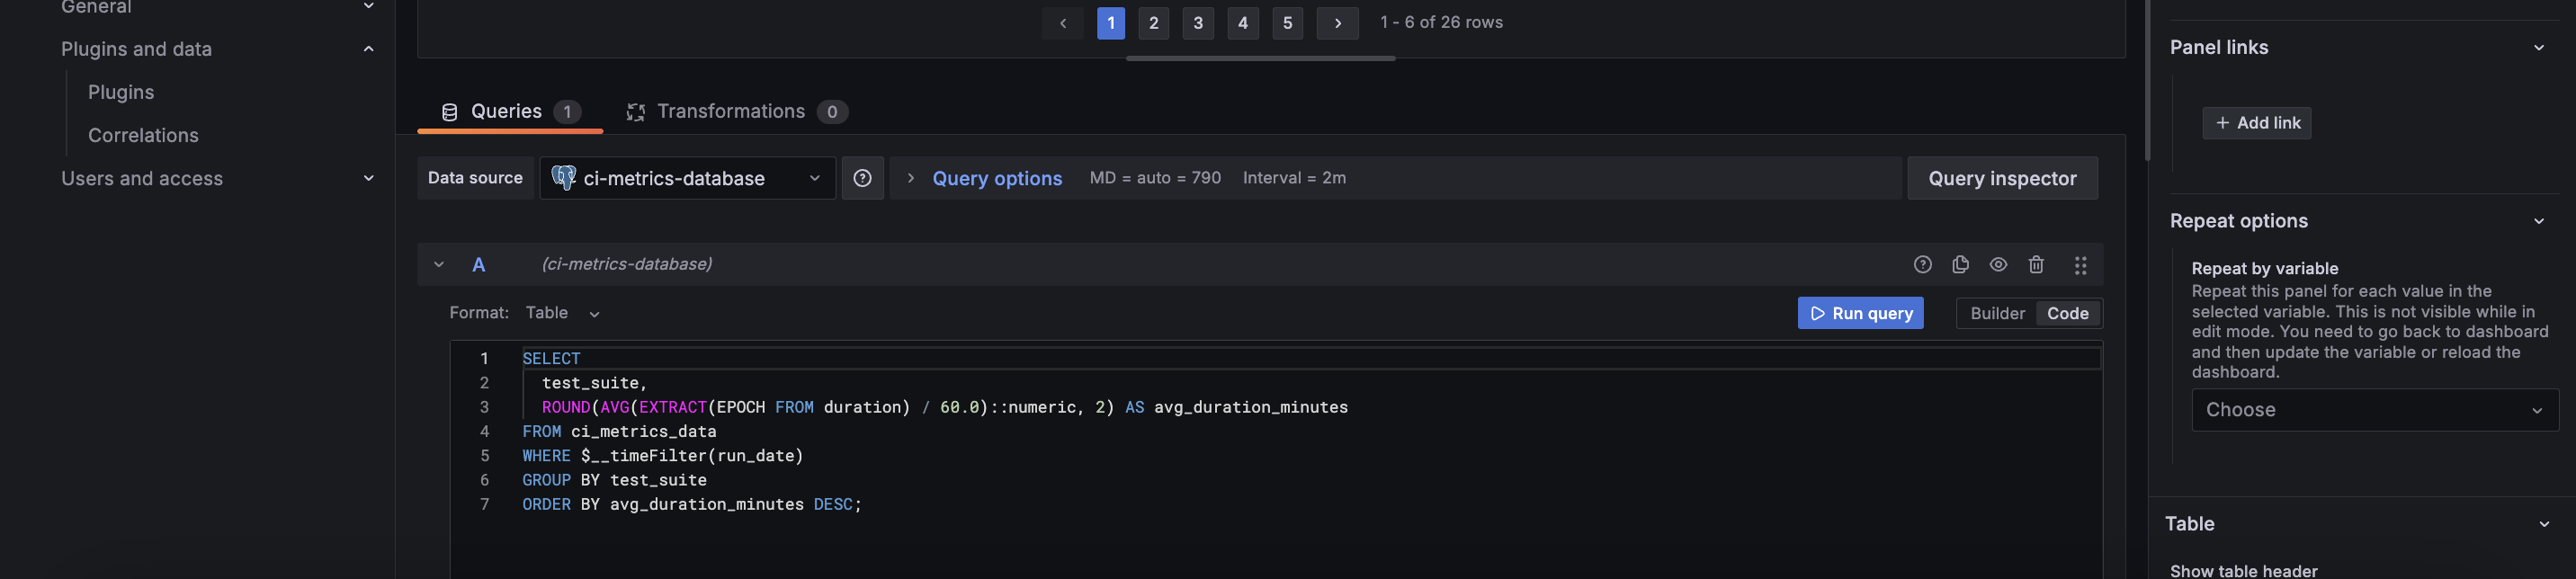 General
Plugins and data
Plugins
Correlations
Users and access
1 2 3 4 5 1 - 6 of 26 rows
Queries 1 Transformations 0
Data source ci-metrics-database Query options MD = auto = 790 Interval = 2m Query inspector
A (ci-metrics-database)
Format: Table Run query Builder Code
1 SELECT
2 test_suite,
3 ROUND(AVG(EXTRACT(EPOCH FROM duration) / 60.0)::numeric, 2) AS avg_duration_minutes
4 FROM ci_metrics_data
5 WHERE $__timeFilter(run_date)
6 GROUP BY test_suite
7 ORDER BY avg_duration_minutes DESC;
Panel links
+ Add link
Repeat options
Repeat by variable
Repeat this panel for each value in the
selected variable. This is not visible while in
edit mode. You need to go back to dashboard
and then update the variable or reload the
dashboard.
Choose
Table
Show table header